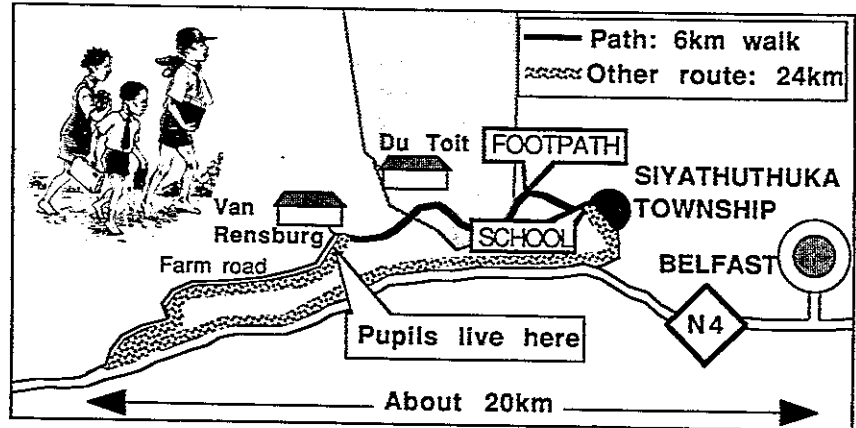 Path: 6km walk
Other route: 24km
Du Toit
FOOTPATH
SIYATHUTHUKA
TOWNSHIP
Van
Rensburg
SCHOOL
Farm road
BELFAST
Pupils live here
N4
About 20km